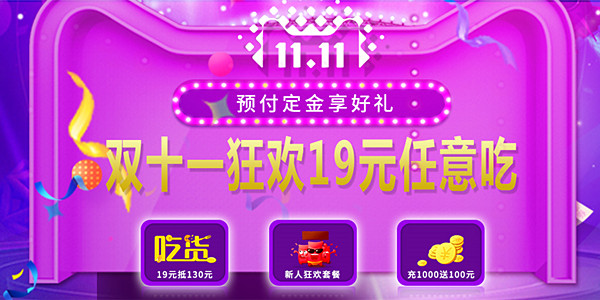 11.11
预付定金享好礼
双十一狂欢19元任意吃
吃货
19元抵130元
新人狂欢套餐
充1000送100元